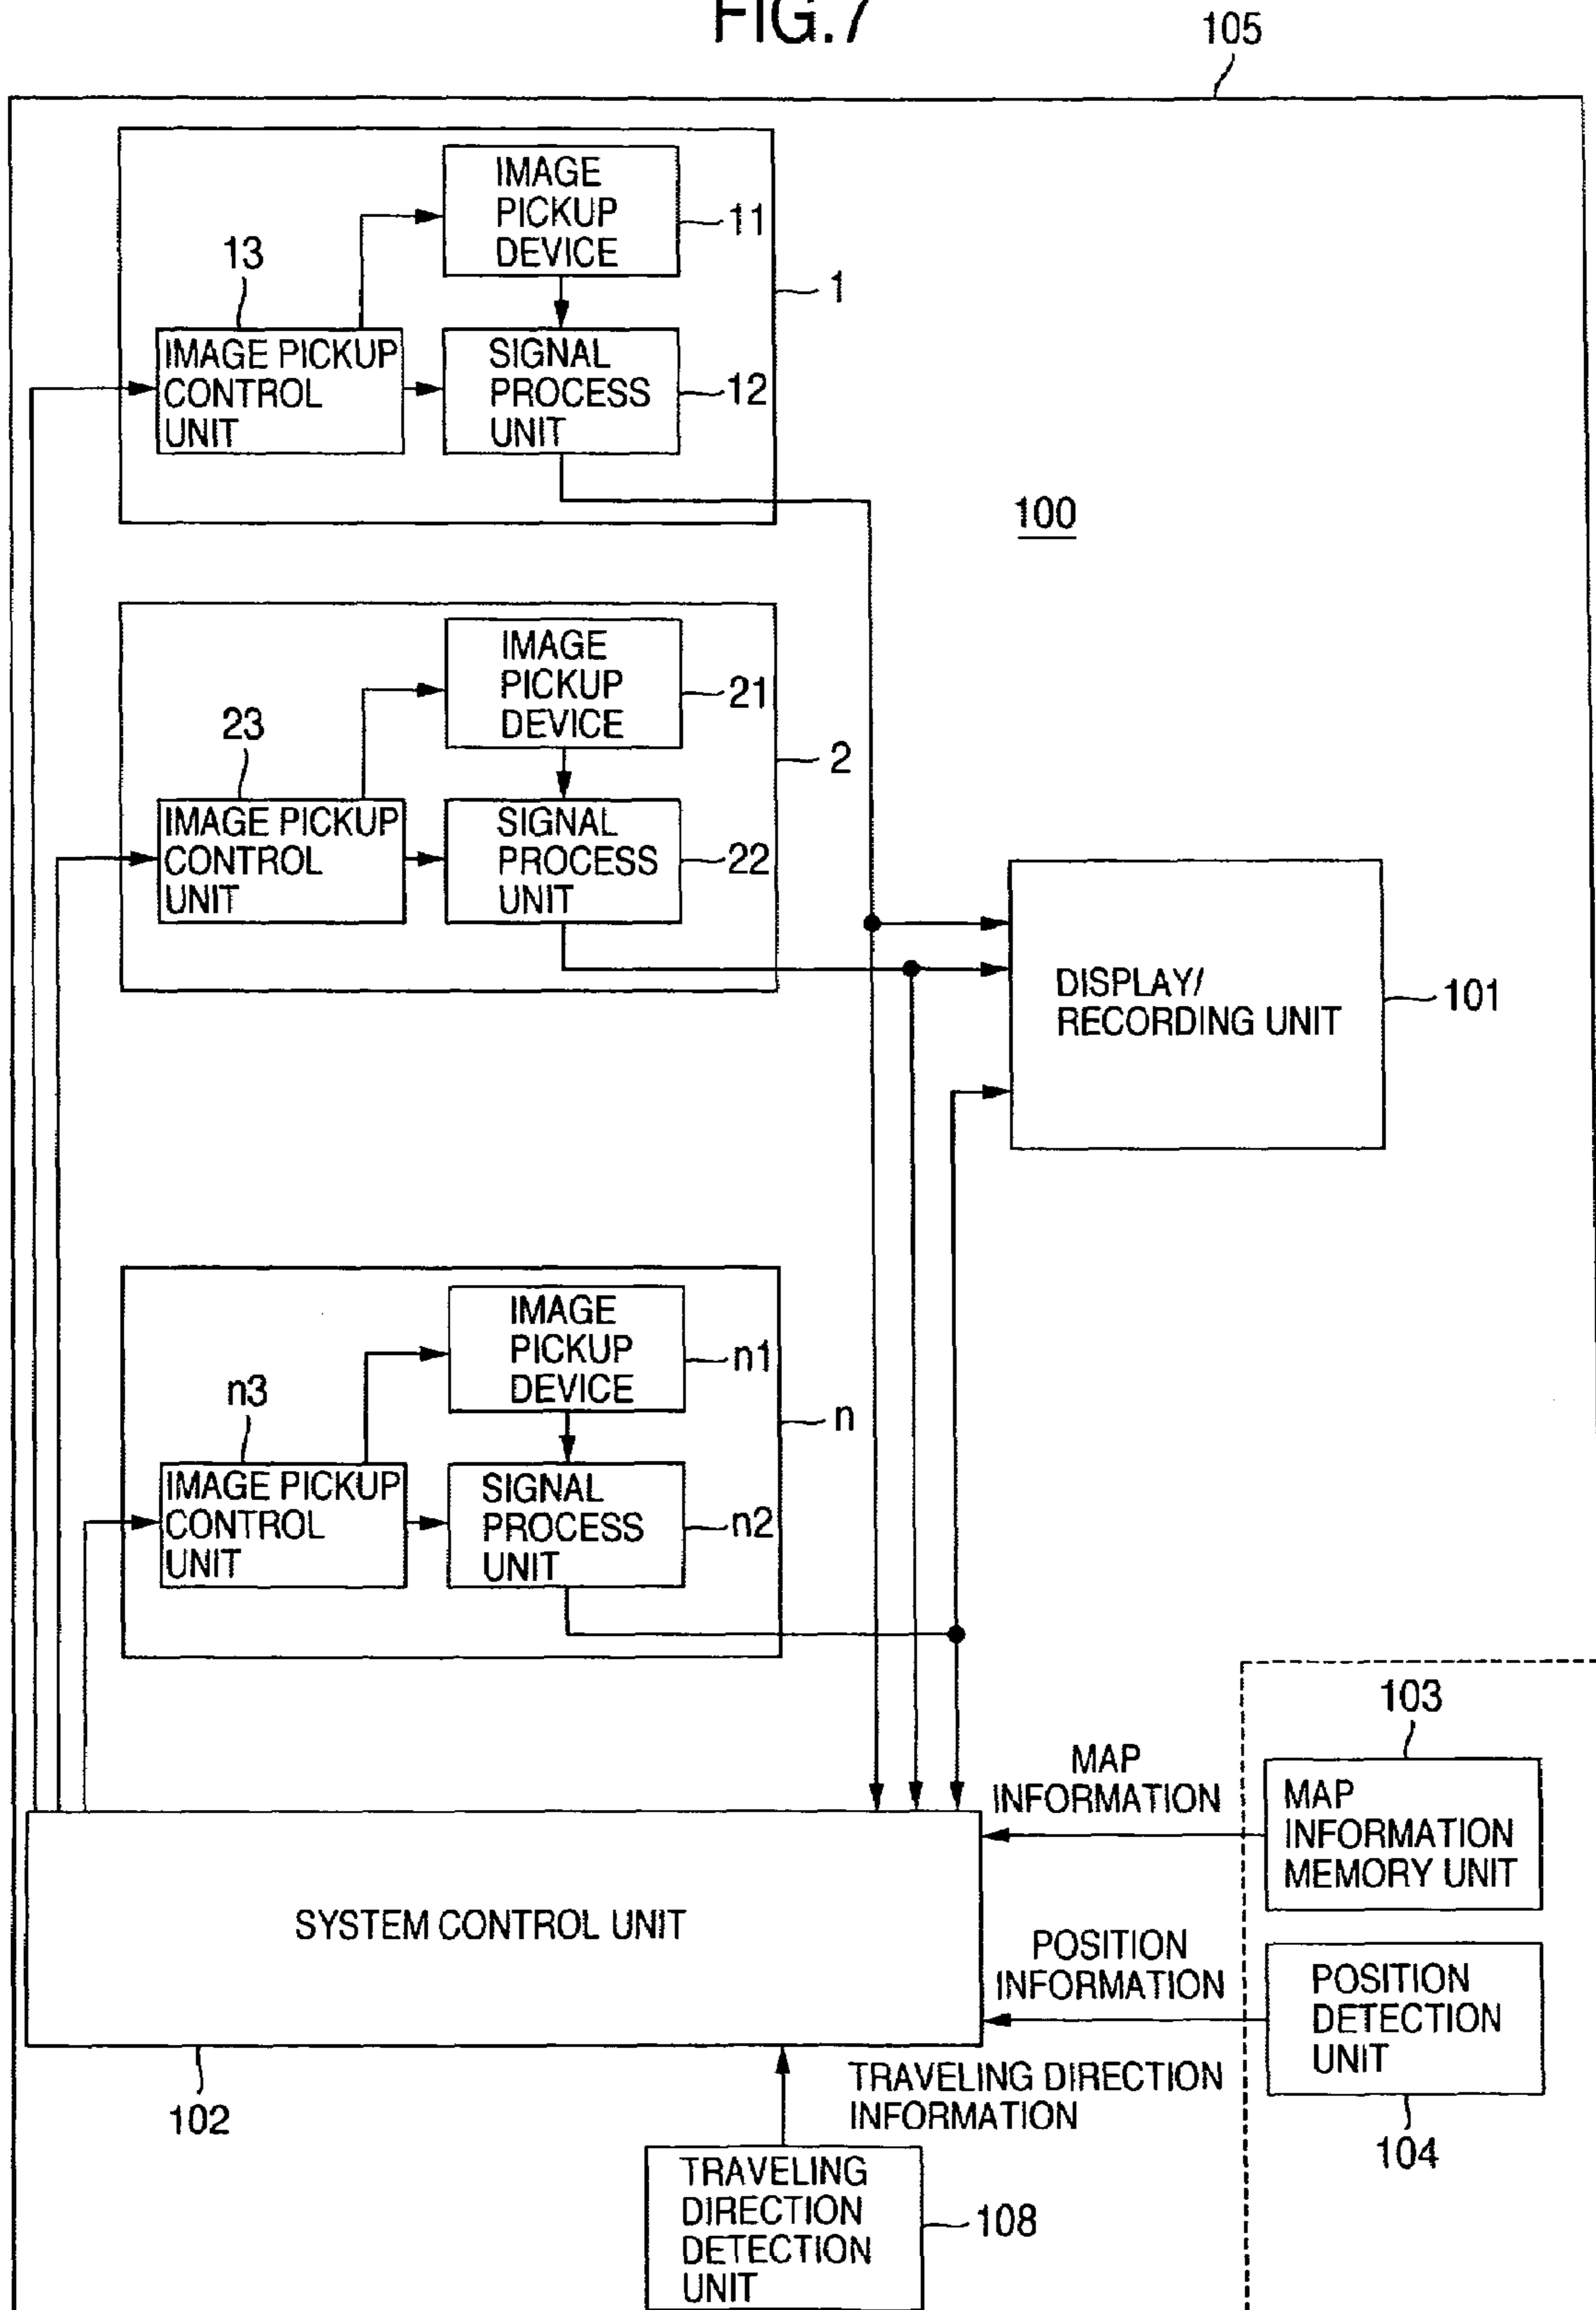 FIG.7
105
IMAGE
PICKUP
DEVICE
11
13
1
IMAGE PICKUP
CONTROL
UNIT
SIGNAL
PROCESS
UNIT
12
100
IMAGE
PICKUP
DEVICE
21
23
2
IMAGE PICKUP
CONTROL
UNIT
SIGNAL
PROCESS
UNIT
22
DISPLAY/
RECORDING UNIT
101
IMAGE
PICKUP
DEVICE
n1
n3
n
IMAGE PICKUP
CONTROL
UNIT
SIGNAL
PROCESS
UNIT
n2
103
MAP
INFORMATION
MAP
INFORMATION
MEMORY UNIT
SYSTEM CONTROL UNIT
POSITION
INFORMATION
POSITION
DETECTION
UNIT
102
TRAVELING DIRECTION
INFORMATION
104
TRAVELING
DIRECTION
DETECTION
UNIT
108